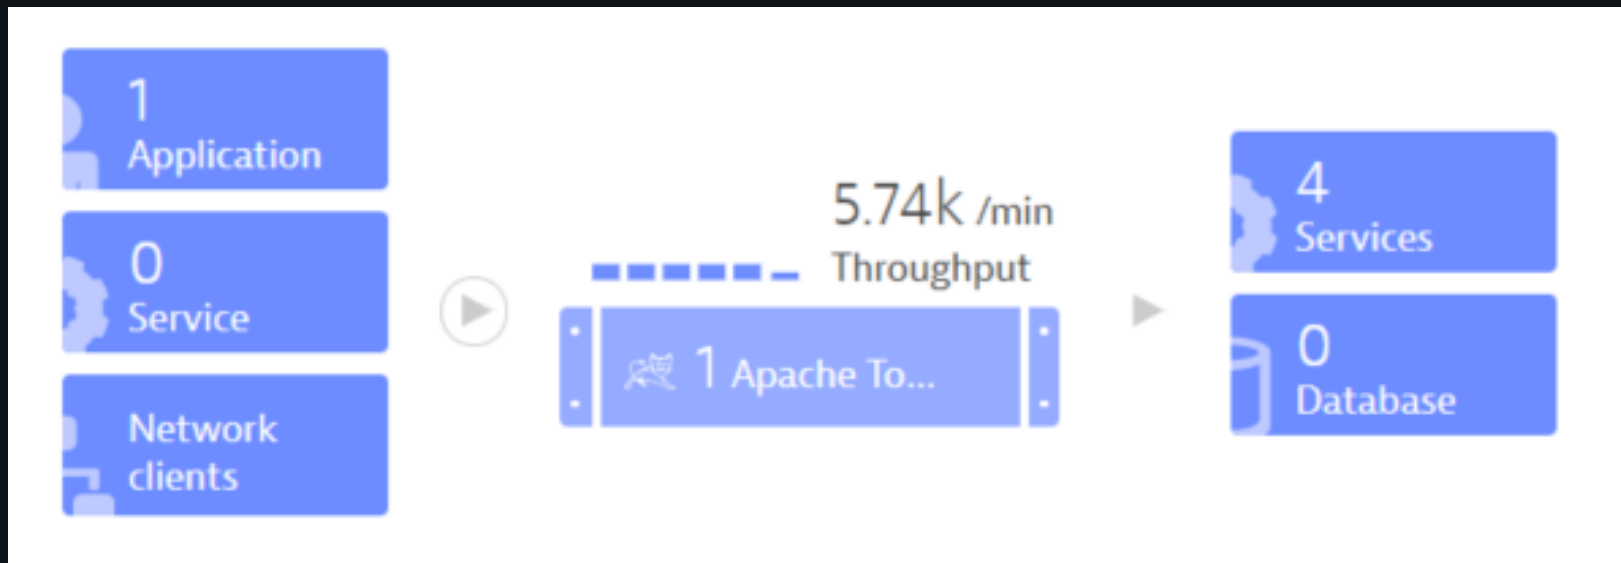 1
Application
0
Service
Network
clients
5.74k /min
Throughput
1 Apache To...
4
Services
0
Database